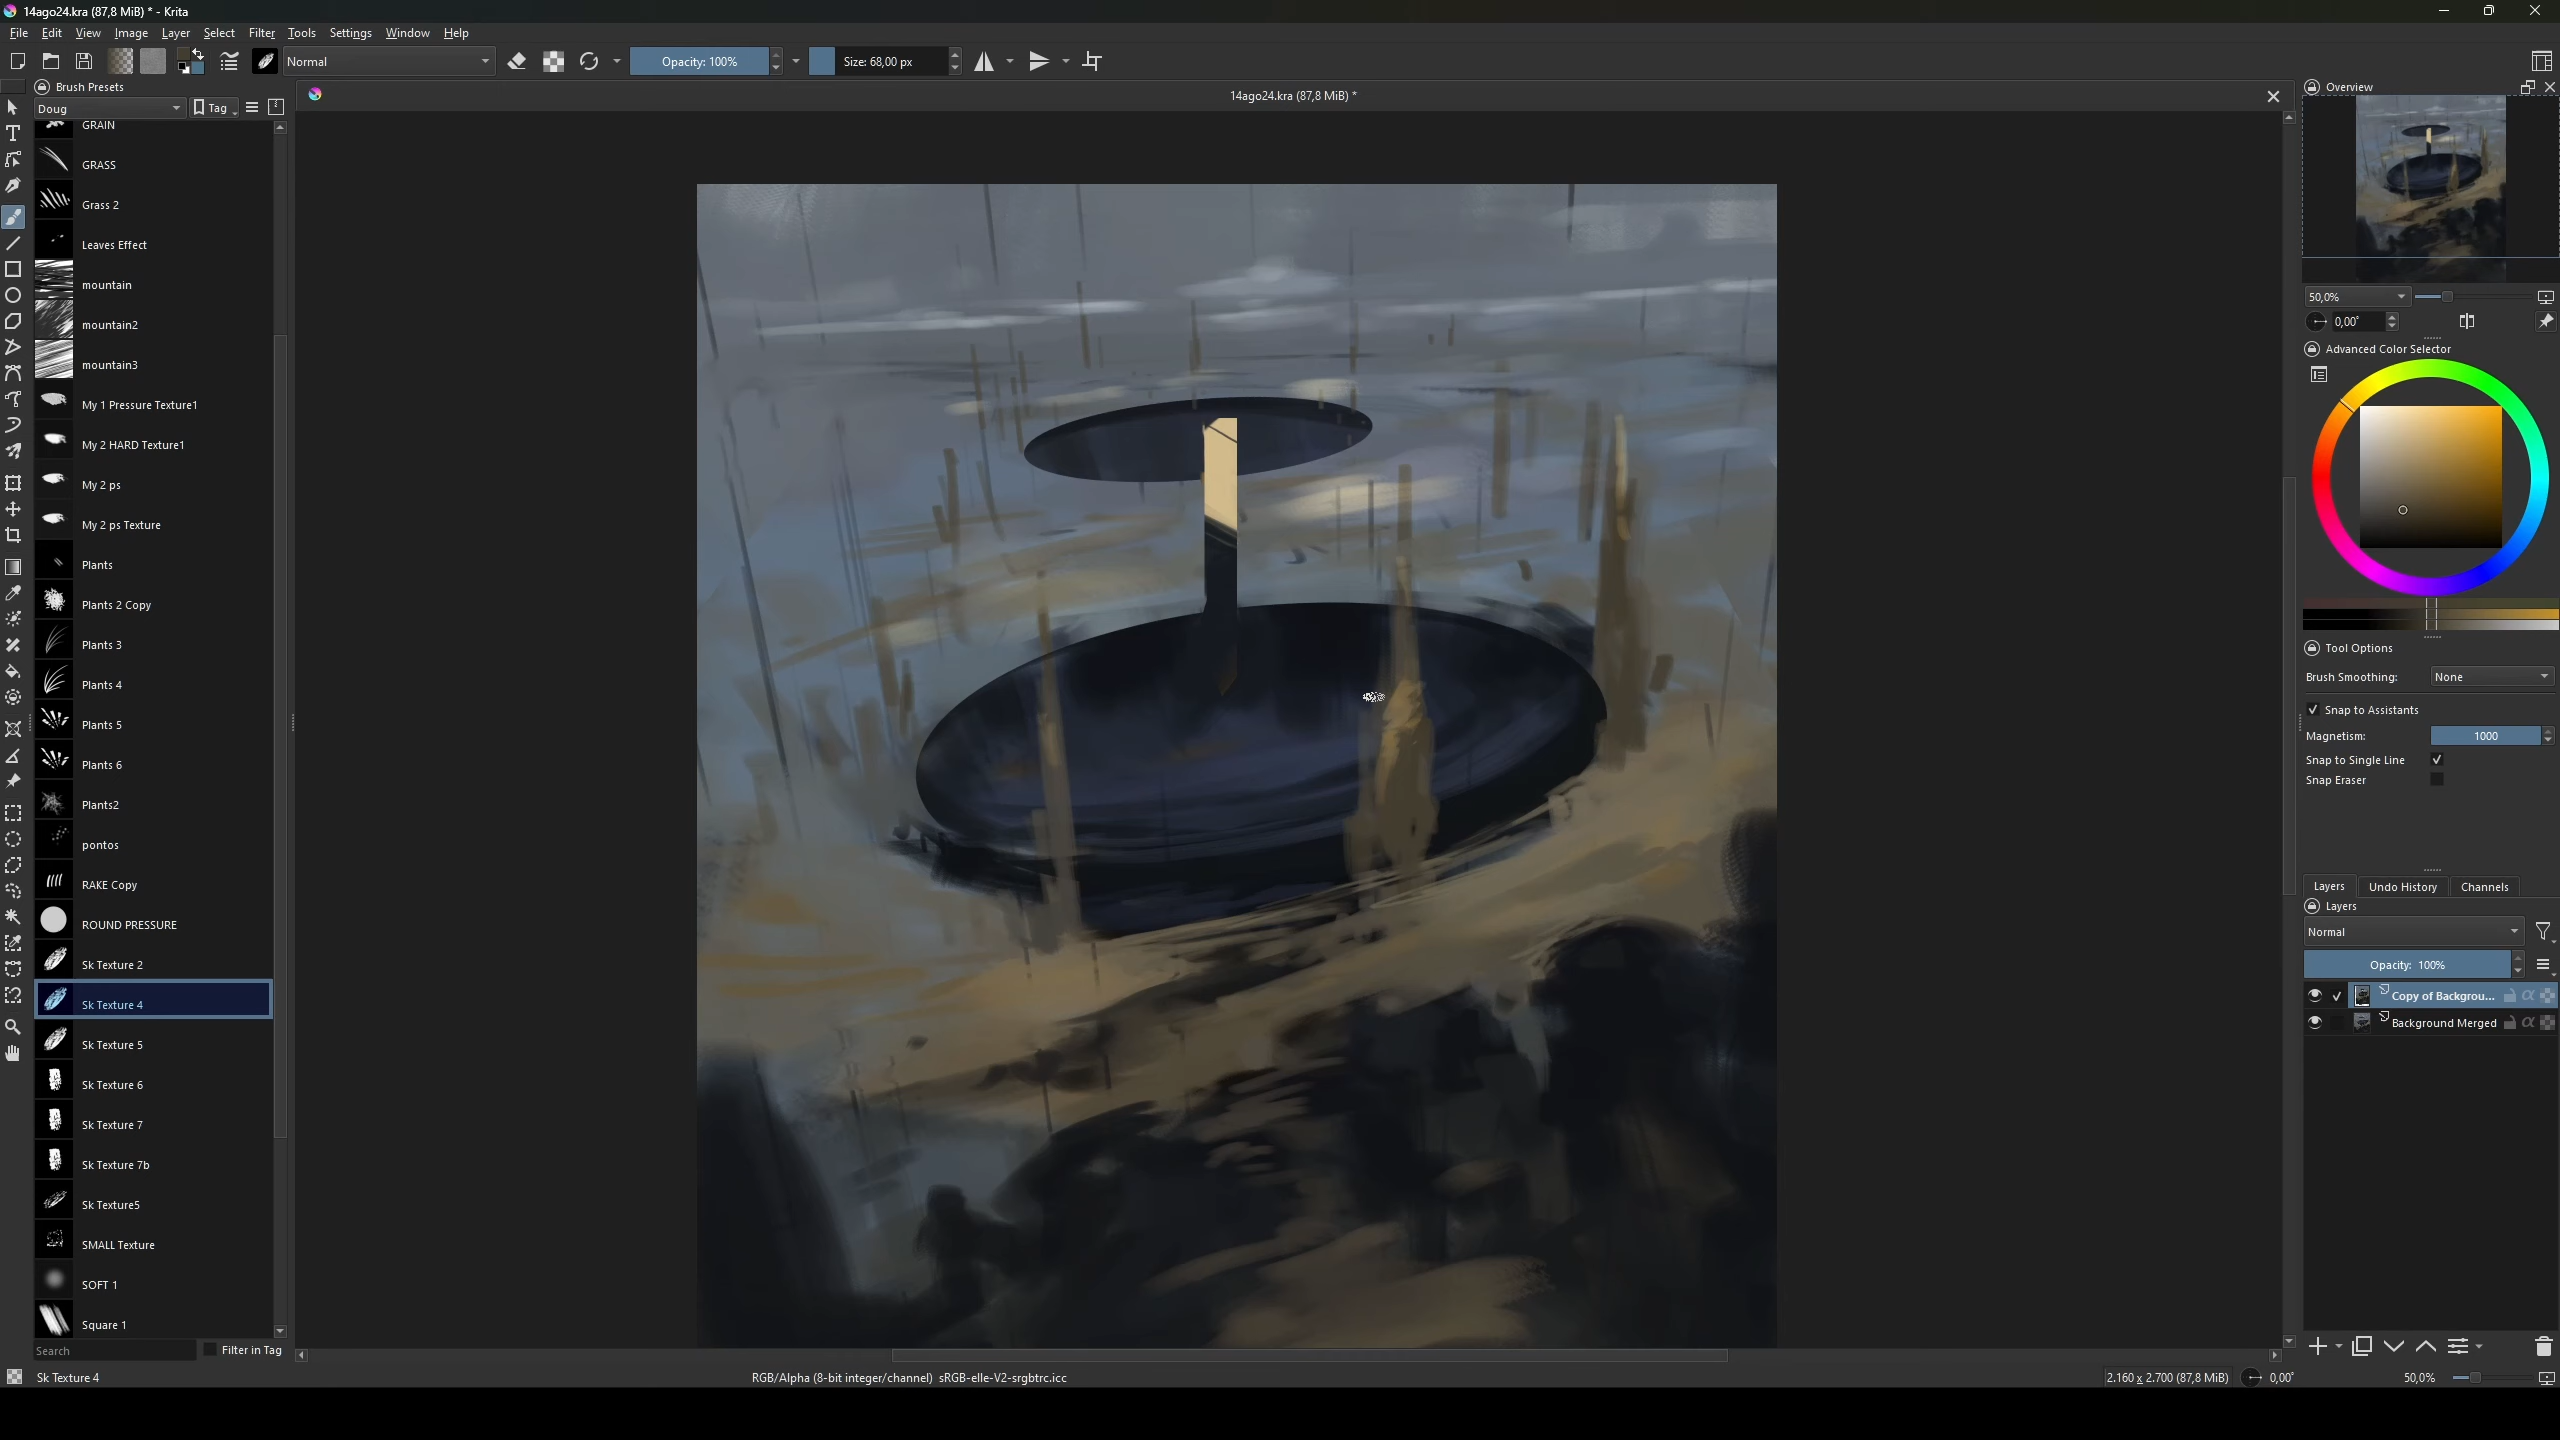 14ago24.kra (87,8 MiB) * - Krita
File Edit View Image Layer Select Filter Tools Settings Window Help
Normal
Opacity: 100%
Size: 68,00 px
Brush Presets
14ago24.kra (87,8 MiB) *
Doug
Tag
GRAIN
GRASS
Grass 2
Leaves Effect
mountain
mountain2
mountain3
My 1 Pressure Texture1
My 2 HARD Texture1
My 2 ps
My 2 ps Texture
Plants
Plants 2 Copy
Plants 3
Plants 4
Plants 5
Plants 6
Plants2
pontos
RAKE Copy
ROUND PRESSURE
Sk Texture 2
Sk Texture 4
Sk Texture 5
Sk Texture 6
Sk Texture 7
Sk Texture 7b
Sk Texture5
SMALL Texture
SOFT 1
Square 1
Search
Filter in Tag
Overview
50,0%
0,00°
Advanced Color Selector
Tool Options
Brush Smoothing: None
Snap to Assistants
Magnetism: 1000
Snap to Single Line
Snap Eraser
Layers Undo History Channels
Layers
Normal
Opacity: 100%
Copy of Backgrou...
Background Merged
Sk Texture 4
RGB/Alpha (8-bit integer/channel) sRGB-elle-V2-srgbtrc.icc
2.160 x 2.700 (87,8 MiB)
0,00°
50,0%